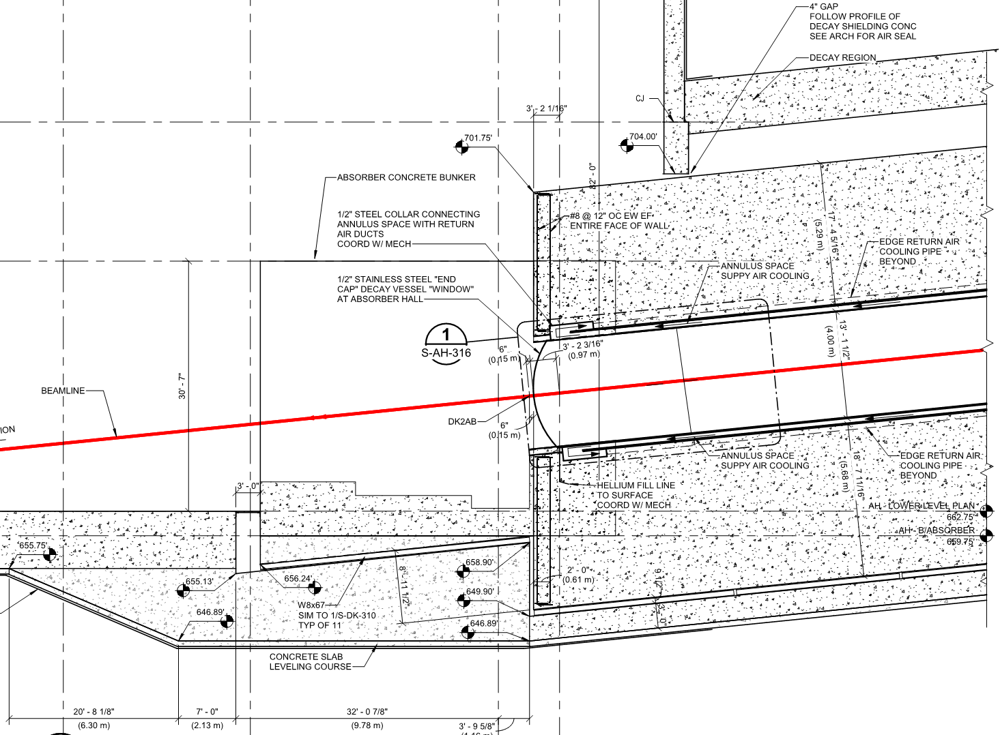 4" GAP
FOLLOW PROFILE OF
DECAY SHIELDING CONC
SEE ARCH FOR AIR SEAL
DECAY REGION
CJ
3' - 2 1/16"
701.75'
704.00'
82' - 0"
ABSORBER CONCRETE BUNKER
1/2" STEEL COLLAR CONNECTING
ANNULUS SPACE WITH RETURN
AIR DUCTS
COORD W/ MECH
#8 @ 12" OC EW EF
ENTIRE FACE OF WALL
17' - 4 5/16"
(5.29 m)
EDGE RETURN AIR
COOLING PIPE
BEYOND
ANNULUS SPACE
SUPPY AIR COOLING
1/2" STAINLESS STEEL "END
CAP" DECAY VESSEL "WINDOW"
AT ABSORBER HALL
1
S-AH-316
6"
(0.15 m)
3' - 2 3/16"
(0.97 m)
13' - 1 1/2"
(4.00 m)
30' - 7"
BEAMLINE
ION
DK2AB
6"
(0.15 m)
ANNULUS SPACE
SUPPY AIR COOLING
EDGE RETURN AIR
COOLING PIPE
BEYOND
18' - 7 11/16"
(5.68 m)
3' - 0"
HELLIUM FILL LINE
TO SURFACE
COORD W/ MECH
AH - LOWER LEVEL PLAN
662.75'
AH - B/ABSORBER
659.75'
655.75'
655.13'
656.24'
658.90'
8' - 11 1/2"
2' - 0"
(0.61 m)
649.90'
W8x67
SIM TO 1/S-DK-310
TYP OF 11
646.89'
646.89'
9 1/2"
3' - 0"
CONCRETE SLAB
LEVELING COURSE
20' - 8 1/8"
(6.30 m)
7' - 0"
(2.13 m)
32' - 0 7/8"
(9.78 m)
3' - 9 5/8"